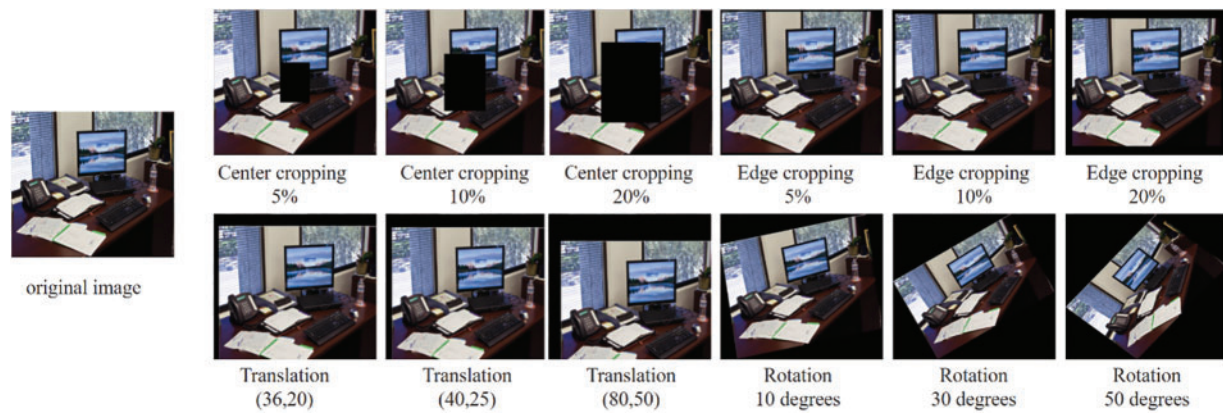 Center cropping
5%
Center cropping
10%
Center cropping
20%
Edge cropping
5%
Edge cropping
10%
Edge cropping
20%
original image
Translation
(36,20)
Translation
(40,25)
Translation
(80,50)
Rotation
10 degrees
Rotation
30 degrees
Rotation
50 degrees